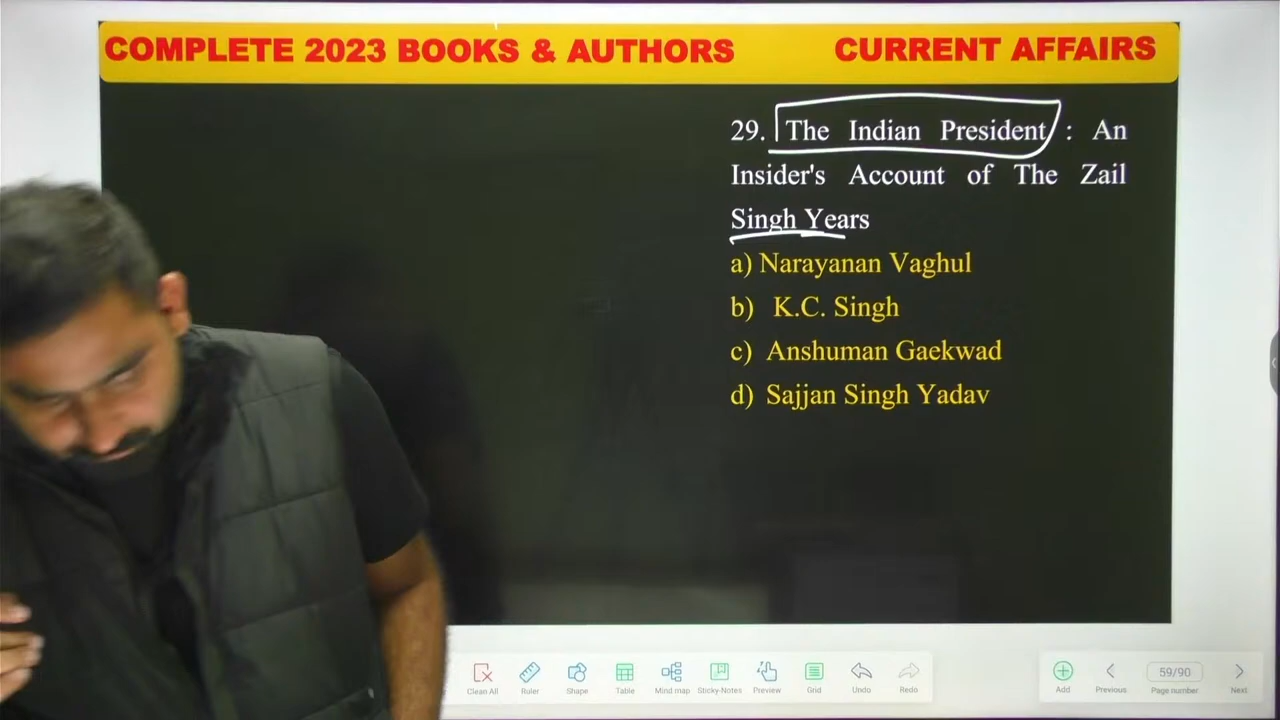 COMPLETE 2023 BOOKS & AUTHORS CURRENT AFFAIRS
29. The Indian President : An
Insider's Account of The Zail
Singh Years
a) Narayanan Vaghul
b) K.C. Singh
c) Anshuman Gaekwad
d) Sajjan Singh Yadav
Clean All Ruler Shape Table Mind map Sticky-Notes Preview Grid Undo Redo
Add Previous 59/90 Page number Next